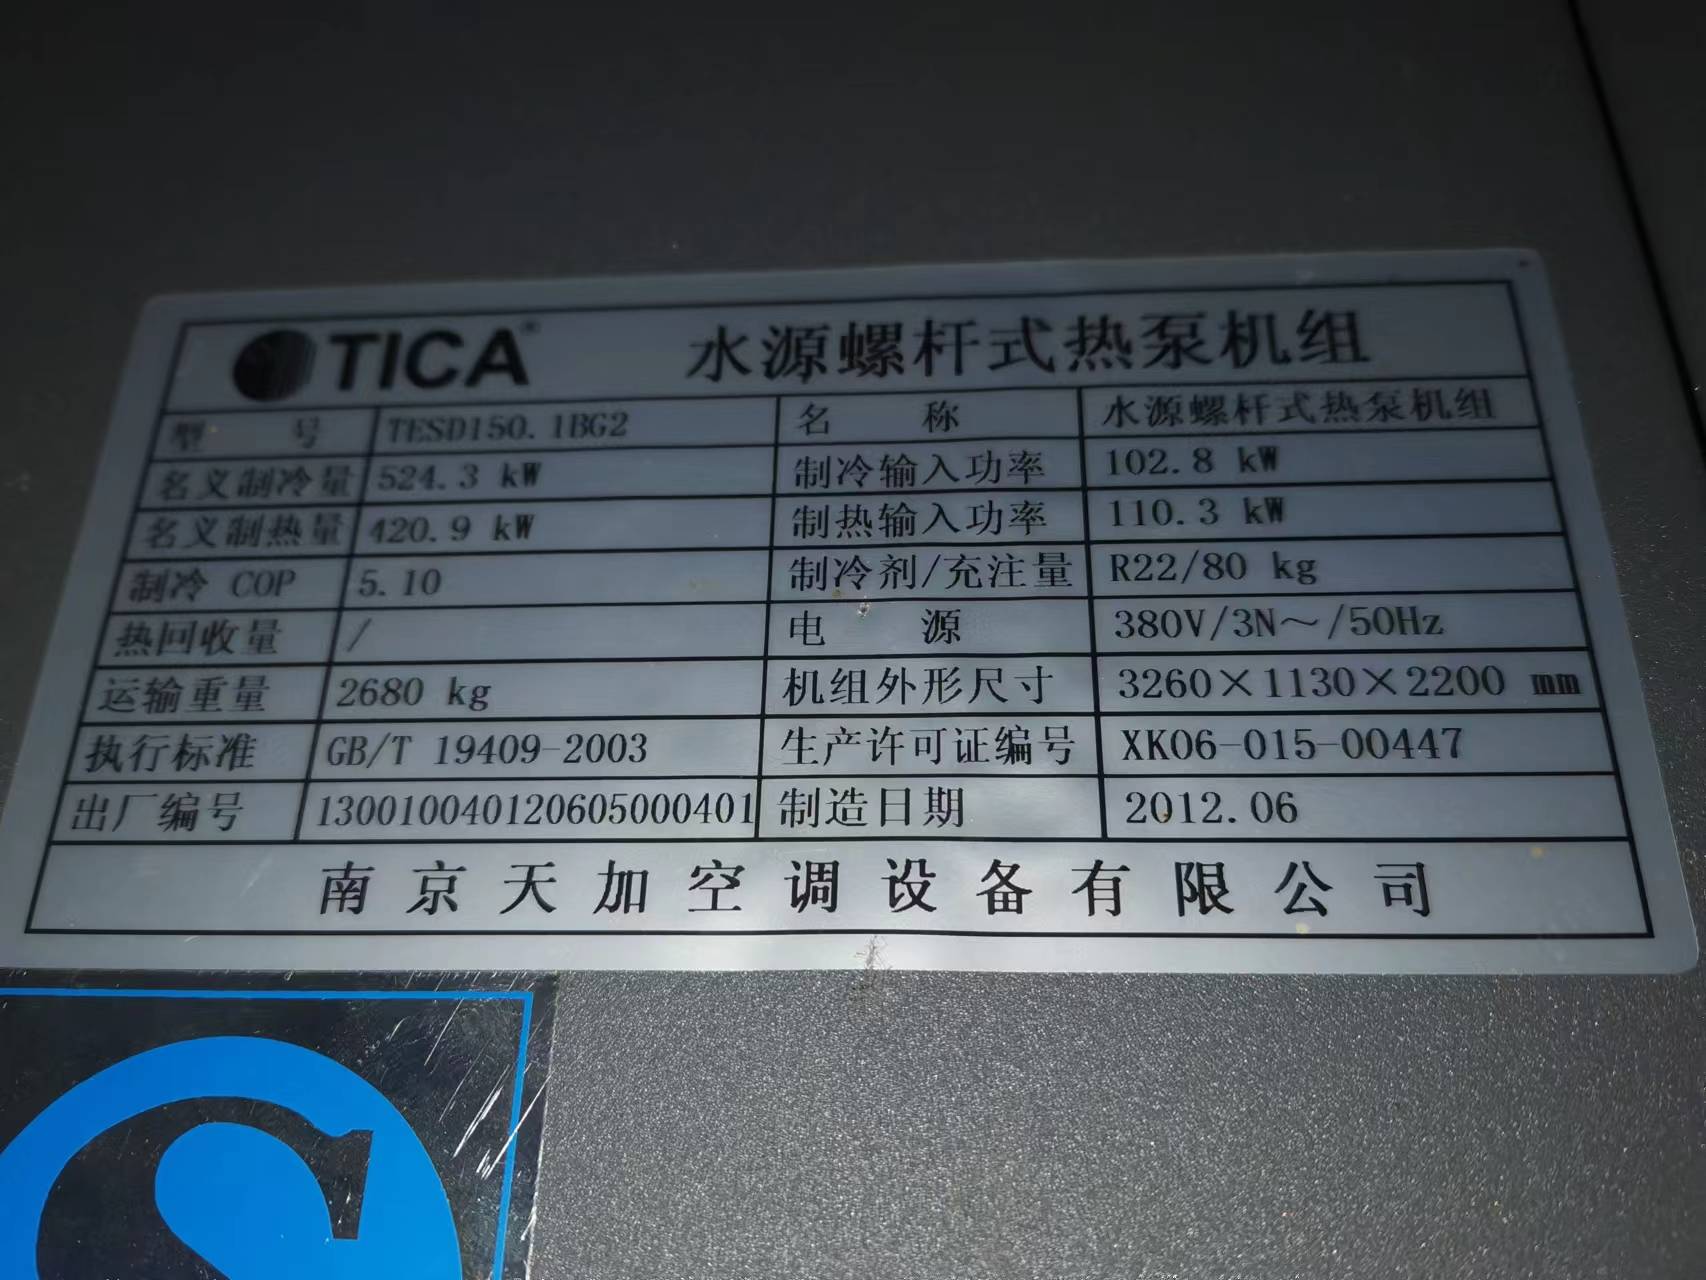 TICA® 水源螺杆式热泵机组
型号 TESD150.1BG2 名称 水源螺杆式热泵机组
名义制冷量 524.3 kW 制冷输入功率 102.8 kW
名义制热量 420.9 kW 制热输入功率 110.3 kW
制冷 COP 5.10 制冷剂/充注量 R22/80 kg
热回收量 / 电源 380V/3N～/50Hz
运输重量 2680 kg 机组外形尺寸 3260×1130×2200 mm
执行标准 GB/T 19409-2003 生产许可证编号 XK06-015-00447
出厂编号 130010040120605000401 制造日期 2012.06
南京天加空调设备有限公司